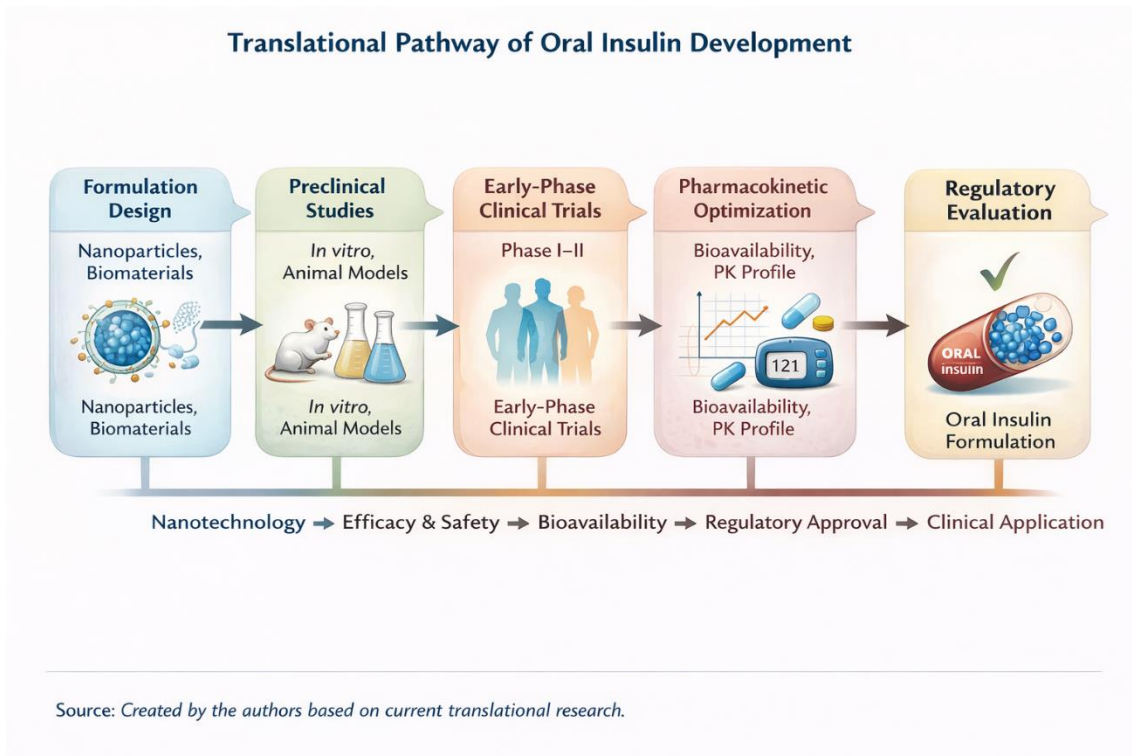 Translational Pathway of Oral Insulin Development
Formulation
Design
Nanoparticles,
Biomaterials
Nanoparticles,
Biomaterials
Preclinical
Studies
In vitro,
Animal Models
In vitro,
Animal Models
Early-Phase
Clinical Trials
Phase I–II
Early-Phase
Clinical Trials
Pharmacokinetic
Optimization
Bioavailability,
PK Profile
121
Bioavailability,
PK Profile
Regulatory
Evaluation
ORAL
insulin
Oral Insulin
Formulation
Nanotechnology → Efficacy & Safety → Bioavailability → Regulatory Approval → Clinical Application
Source: Created by the authors based on current translational research.